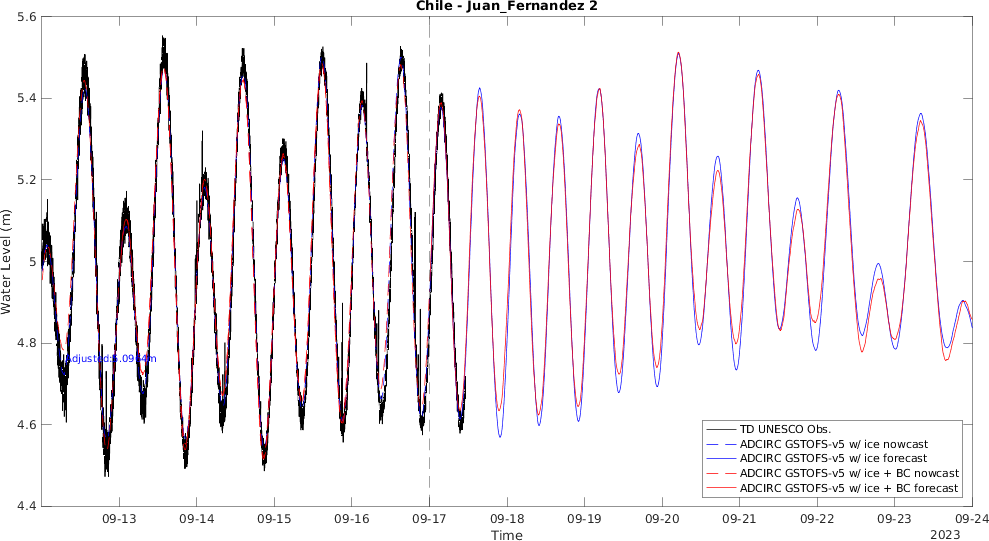 Chile - Juan_Fernandez 2
5.6
5.4
5.2
5
4.8
4.6
4.4
Water Level (m)
09-13
09-14
09-15
09-16
09-17
09-18
09-19
09-20
09-21
09-22
09-23
09-24
Time
2023
TD UNESCO Obs.
ADCIRC GSTOFS-v5 w/ ice nowcast
ADCIRC GSTOFS-v5 w/ ice forecast
ADCIRC GSTOFS-v5 w/ ice + BC nowcast
ADCIRC GSTOFS-v5 w/ ice + BC forecast